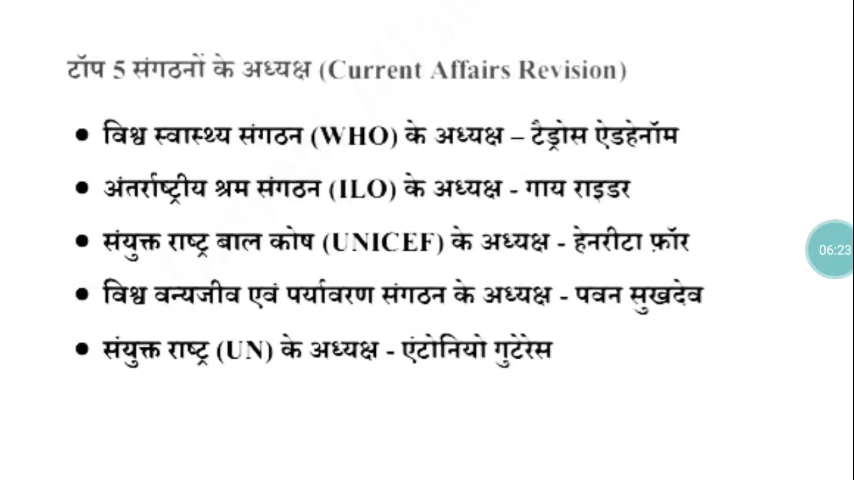 टॉप 5 संगठनों के अध्यक्ष (Current Affairs Revision)
● विश्व स्वास्थ्य संगठन (WHO) के अध्यक्ष – टैड्रोस ऐडहेनॉम
● अंतर्राष्ट्रीय श्रम संगठन (ILO) के अध्यक्ष - गाय राइडर
● संयुक्त राष्ट्र बाल कोष (UNICEF) के अध्यक्ष - हेनरीटा फ़ॉर
● विश्व वन्यजीव एवं पर्यावरण संगठन के अध्यक्ष - पवन सुखदेव
● संयुक्त राष्ट्र (UN) के अध्यक्ष - एंटोनियो गुटेरेस
06:23